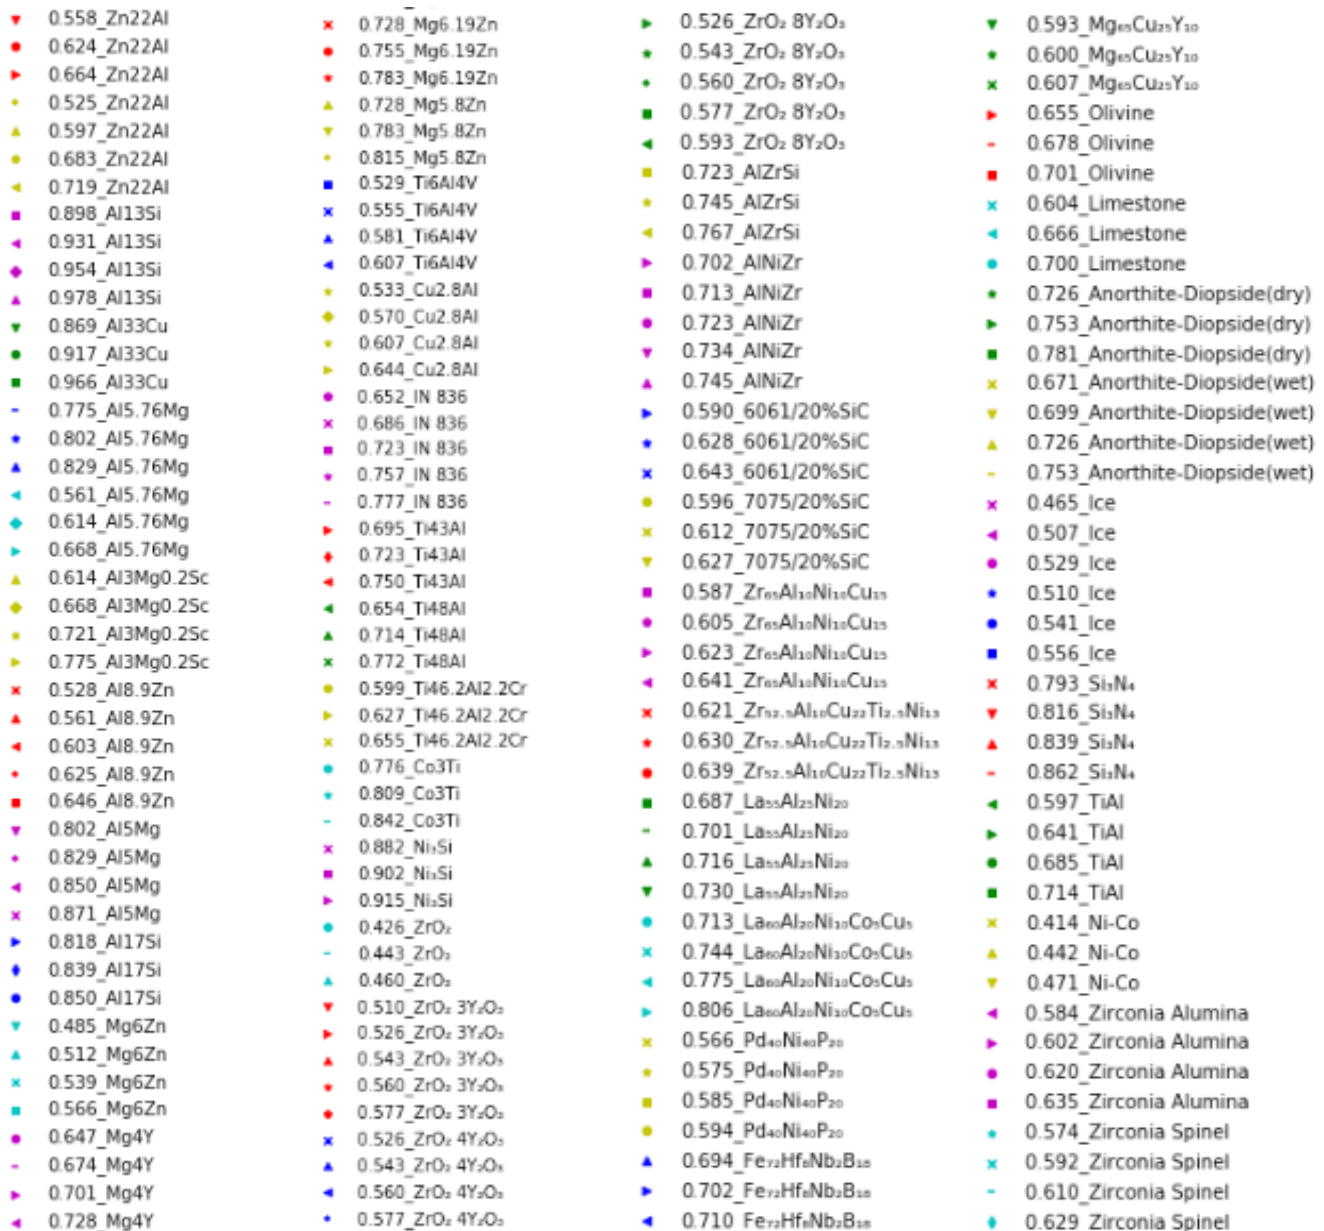 0.558_Zn22Al
0.624_Zn22Al
0.664_Zn22Al
0.525_Zn22Al
0.597_Zn22Al
0.683_Zn22Al
0.719_Zn22Al
0.898_Al13Si
0.931_Al13Si
0.954_Al13Si
0.978_Al13Si
0.869_Al33Cu
0.917_Al33Cu
0.966_Al33Cu
0.775_Al5.76Mg
0.802_Al5.76Mg
0.829_Al5.76Mg
0.561_Al5.76Mg
0.614_Al5.76Mg
0.668_Al5.76Mg
0.614_Al3Mg0.2Sc
0.668_Al3Mg0.2Sc
0.721_Al3Mg0.2Sc
0.775_Al3Mg0.2Sc
0.528_Al8.9Zn
0.561_Al8.9Zn
0.603_Al8.9Zn
0.625_Al8.9Zn
0.646_Al8.9Zn
0.802_Al5Mg
0.829_Al5Mg
0.850_Al5Mg
0.871_Al5Mg
0.818_Al17Si
0.839_Al17Si
0.850_Al17Si
0.485_Mg6Zn
0.512_Mg6Zn
0.539_Mg6Zn
0.566_Mg6Zn
0.647_Mg4Y
0.674_Mg4Y
0.701_Mg4Y
0.728_Mg4Y
0.728_Mg6.19Zn
0.755_Mg6.19Zn
0.783_Mg6.19Zn
0.728_Mg5.8Zn
0.783_Mg5.8Zn
0.815_Mg5.8Zn
0.529_Ti6Al4V
0.555_Ti6Al4V
0.581_Ti6Al4V
0.607_Ti6Al4V
0.533_Cu2.8Al
0.570_Cu2.8Al
0.607_Cu2.8Al
0.644_Cu2.8Al
0.652_IN 836
0.686_IN 836
0.723_IN 836
0.757_IN 836
0.777_IN 836
0.695_Ti43Al
0.723_Ti43Al
0.750_Ti43Al
0.654_Ti48Al
0.714_Ti48Al
0.772_Ti48Al
0.599_Ti46.2Al2.2Cr
0.627_Ti46.2Al2.2Cr
0.655_Ti46.2Al2.2Cr
0.776_Co3Ti
0.809_Co3Ti
0.842_Co3Ti
0.882_Ni₃Si
0.902_Ni₃Si
0.915_Ni₃Si
0.426_ZrO₂
0.443_ZrO₂
0.460_ZrO₂
0.510_ZrO₂ 3Y₂O₃
0.526_ZrO₂ 3Y₂O₃
0.543_ZrO₂ 3Y₂O₃
0.560_ZrO₂ 3Y₂O₃
0.577_ZrO₂ 3Y₂O₃
0.526_ZrO₂ 4Y₂O₃
0.543_ZrO₂ 4Y₂O₃
0.560_ZrO₂ 4Y₂O₃
0.577_ZrO₂ 4Y₂O₃
0.526_ZrO₂ 8Y₂O₃
0.543_ZrO₂ 8Y₂O₃
0.560_ZrO₂ 8Y₂O₃
0.577_ZrO₂ 8Y₂O₃
0.593_ZrO₂ 8Y₂O₃
0.723_AlZrSi
0.745_AlZrSi
0.767_AlZrSi
0.702_AlNiZr
0.713_AlNiZr
0.723_AlNiZr
0.734_AlNiZr
0.745_AlNiZr
0.590_6061/20%SiC
0.628_6061/20%SiC
0.643_6061/20%SiC
0.596_7075/20%SiC
0.612_7075/20%SiC
0.627_7075/20%SiC
0.587_Zr₆₅Al₁₀Ni₁₀Cu₁₅
0.605_Zr₆₅Al₁₀Ni₁₀Cu₁₅
0.623_Zr₆₅Al₁₀Ni₁₀Cu₁₅
0.641_Zr₆₅Al₁₀Ni₁₀Cu₁₅
0.621_Zr₅₂.₅Al₁₀Cu₂₂Ti₂.₅Ni₁₃
0.630_Zr₅₂.₅Al₁₀Cu₂₂Ti₂.₅Ni₁₃
0.639_Zr₅₂.₅Al₁₀Cu₂₂Ti₂.₅Ni₁₃
0.687_La₅₅Al₂₅Ni₂₀
0.701_La₅₅Al₂₅Ni₂₀
0.716_La₅₅Al₂₅Ni₂₀
0.730_La₅₅Al₂₅Ni₂₀
0.713_La₆₀Al₂₀Ni₁₀Co₅Cu₅
0.744_La₆₀Al₂₀Ni₁₀Co₅Cu₅
0.775_La₆₀Al₂₀Ni₁₀Co₅Cu₅
0.806_La₆₀Al₂₀Ni₁₀Co₅Cu₅
0.566_Pd₄₀Ni₄₀P₂₀
0.575_Pd₄₀Ni₄₀P₂₀
0.585_Pd₄₀Ni₄₀P₂₀
0.594_Pd₄₀Ni₄₀P₂₀
0.694_Fe₇₂Hf₈Nb₂B₁₈
0.702_Fe₇₂Hf₈Nb₂B₁₈
0.710_Fe₇₂Hf₈Nb₂B₁₈
0.593_Mg₆₅Cu₂₅Y₁₀
0.600_Mg₆₅Cu₂₅Y₁₀
0.607_Mg₆₅Cu₂₅Y₁₀
0.655_Olivine
0.678_Olivine
0.701_Olivine
0.604_Limestone
0.666_Limestone
0.700_Limestone
0.726_Anorthite-Diopside(dry)
0.753_Anorthite-Diopside(dry)
0.781_Anorthite-Diopside(dry)
0.671_Anorthite-Diopside(wet)
0.699_Anorthite-Diopside(wet)
0.726_Anorthite-Diopside(wet)
0.753_Anorthite-Diopside(wet)
0.465_Ice
0.507_Ice
0.529_Ice
0.510_Ice
0.541_Ice
0.556_Ice
0.793_Si₃N₄
0.816_Si₃N₄
0.839_Si₃N₄
0.862_Si₃N₄
0.597_TiAl
0.641_TiAl
0.685_TiAl
0.714_TiAl
0.414_Ni-Co
0.442_Ni-Co
0.471_Ni-Co
0.584_Zirconia Alumina
0.602_Zirconia Alumina
0.620_Zirconia Alumina
0.635_Zirconia Alumina
0.574_Zirconia Spinel
0.592_Zirconia Spinel
0.610_Zirconia Spinel
0.629_Zirconia Spinel